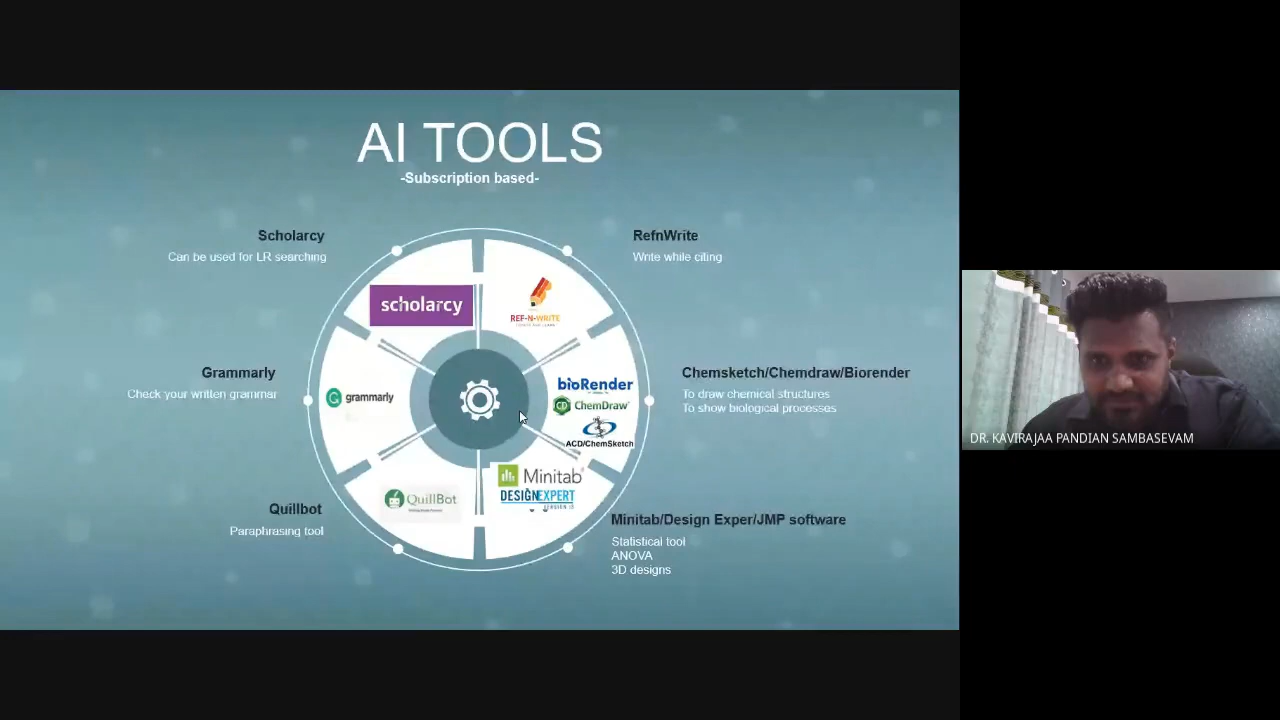 AI TOOLS
-Subscription based-
Scholarcy
Can be used for LR searching
RefnWrite
Write while citing
scholarcy
REF-N-WRITE
Grammarly
Check your written grammar
Chemsketch/Chemdraw/Biorender
To draw chemical structures
To show biological processes
grammarly
bioRender
CD ChemDraw
ACD/ChemSketch
Quillbot
Paraphrasing tool
QuillBot
Minitab
DESIGN EXPERT
Minitab/Design Exper/JMP software
Statistical tool
ANOVA
3D designs
DR. KAVIRAJAA PANDIAN SAMBASEVAM